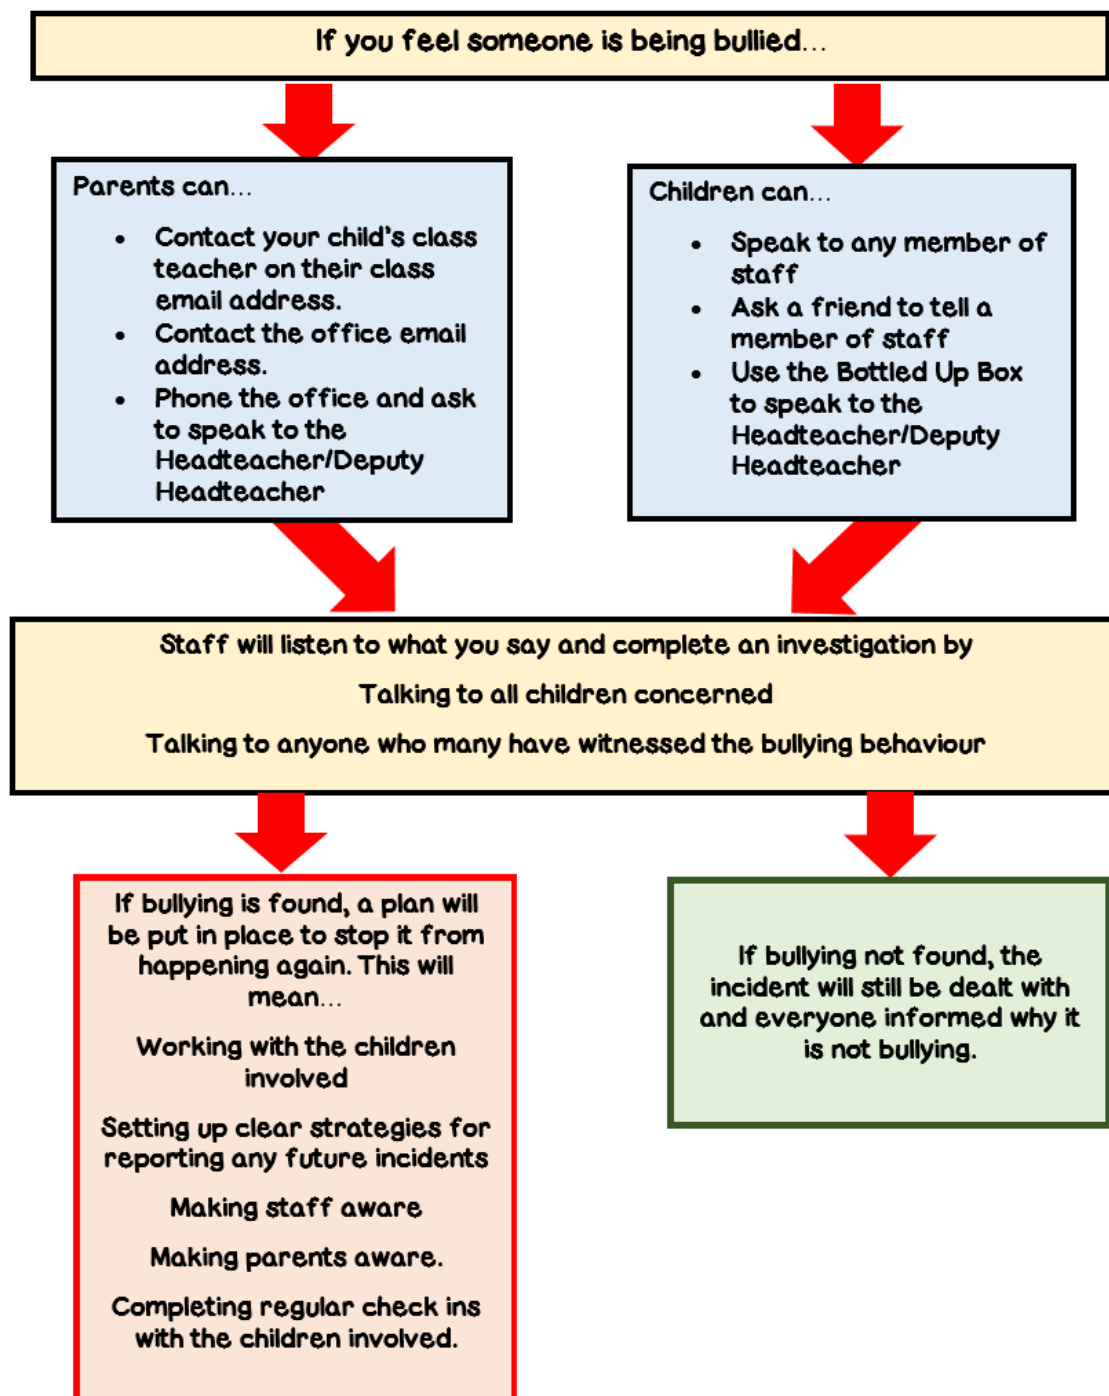 If you feel someone is being bullied...
Parents can...
• Contact your child's class
teacher on their class
email address.
• Contact the office email
address.
• Phone the office and ask
to speak to the
Headteacher/Deputy
Headteacher
Children can...
• Speak to any member of
staff
• Ask a friend to tell a
member of staff
• Use the Bottled Up Box
to speak to the
Headteacher/Deputy
Headteacher
Staff will listen to what you say and complete an investigation by
Talking to all children concerned
Talking to anyone who many have witnessed the bullying behaviour
If bullying is found, a plan will
be put in place to stop it from
happening again. This will
mean...
Working with the children
involved
Setting up clear strategies for
reporting any future incidents
Making staff aware
Making parents aware.
Completing regular check ins
with the children involved.
If bullying not found, the
incident will still be dealt with
and everyone informed why it
is not bullying.